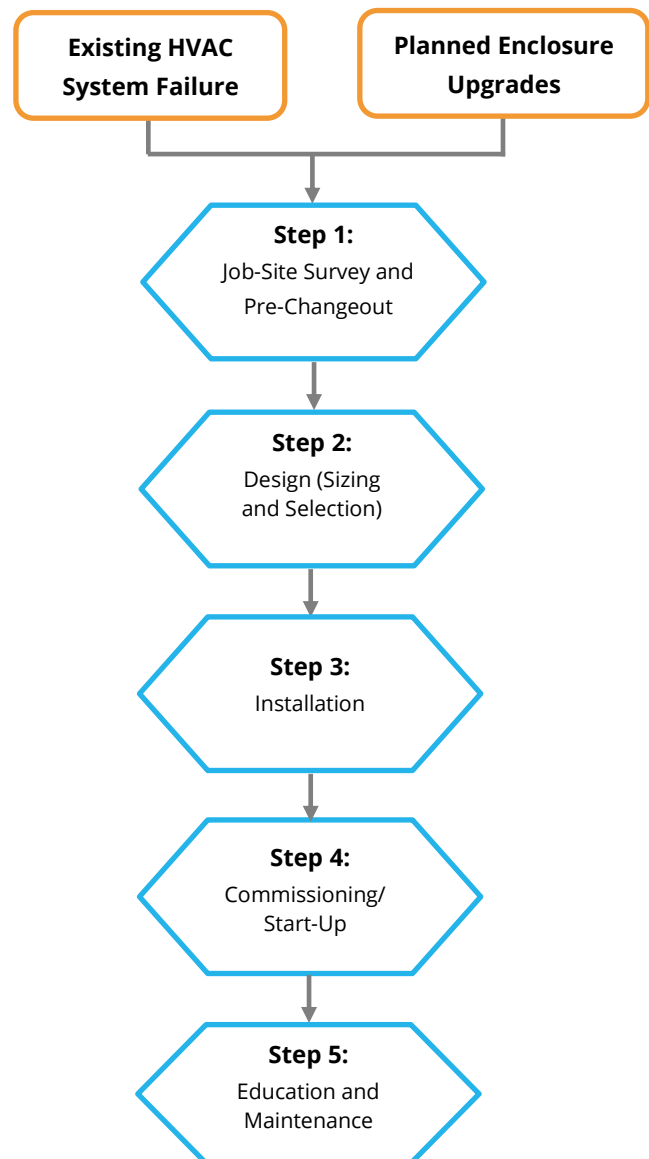 Existing HVAC
System Failure
Planned Enclosure
Upgrades
Step 1:
Job-Site Survey and
Pre-Changeout
Step 2:
Design (Sizing
and Selection)
Step 3:
Installation
Step 4:
Commissioning/
Start-Up
Step 5:
Education and
Maintenance